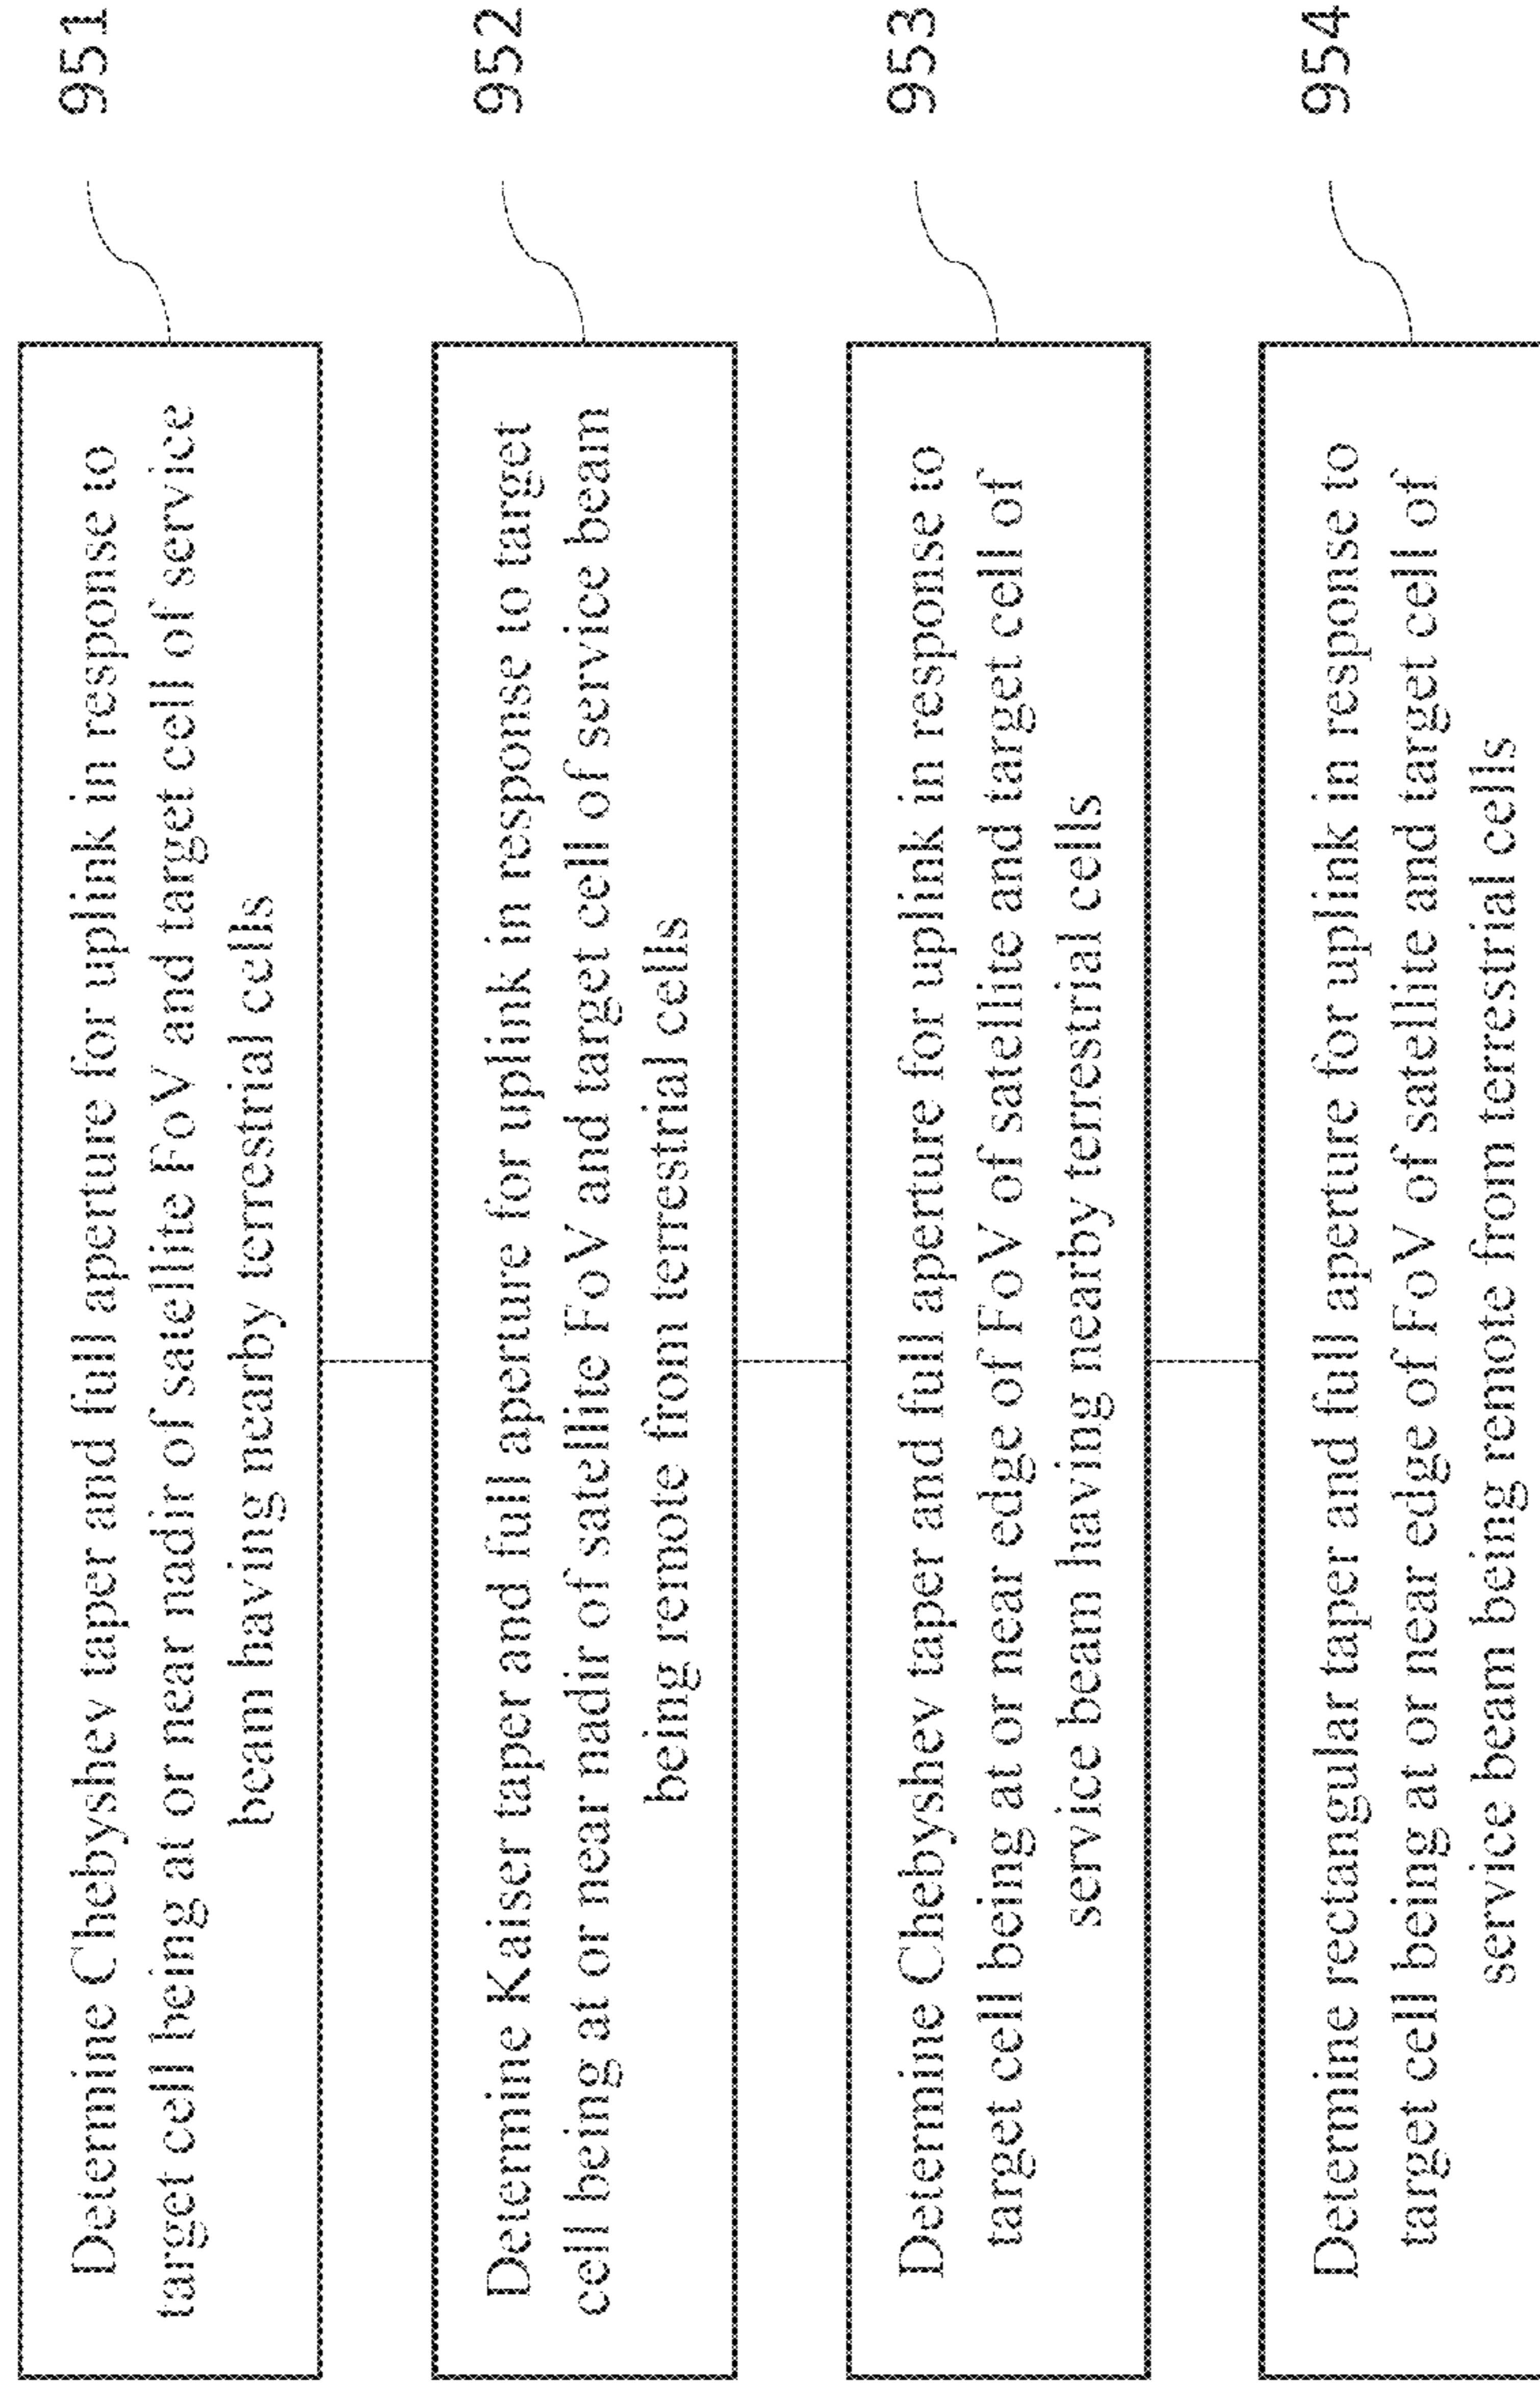 951
Determine Chebyshev taper and full aperture for uplink in response to
target cell being at or near nadir of satellite FoV and target cell of service
beam having nearby terrestrial cells
952
Determine Kaiser taper and full aperture for uplink in response to target
cell being at or near nadir of satellite FoV and target cell of service beam
being remote from terrestrial cells
953
Determine Chebyshev taper and full aperture for uplink in response to
target cell being at or near edge of FoV of satellite and target cell of
service beam having nearby terrestrial cells
954
Determine rectangular taper and full aperture for uplink in response to
target cell being at or near edge of FoV of satellite and target cell of
service beam being remote from terrestrial cells